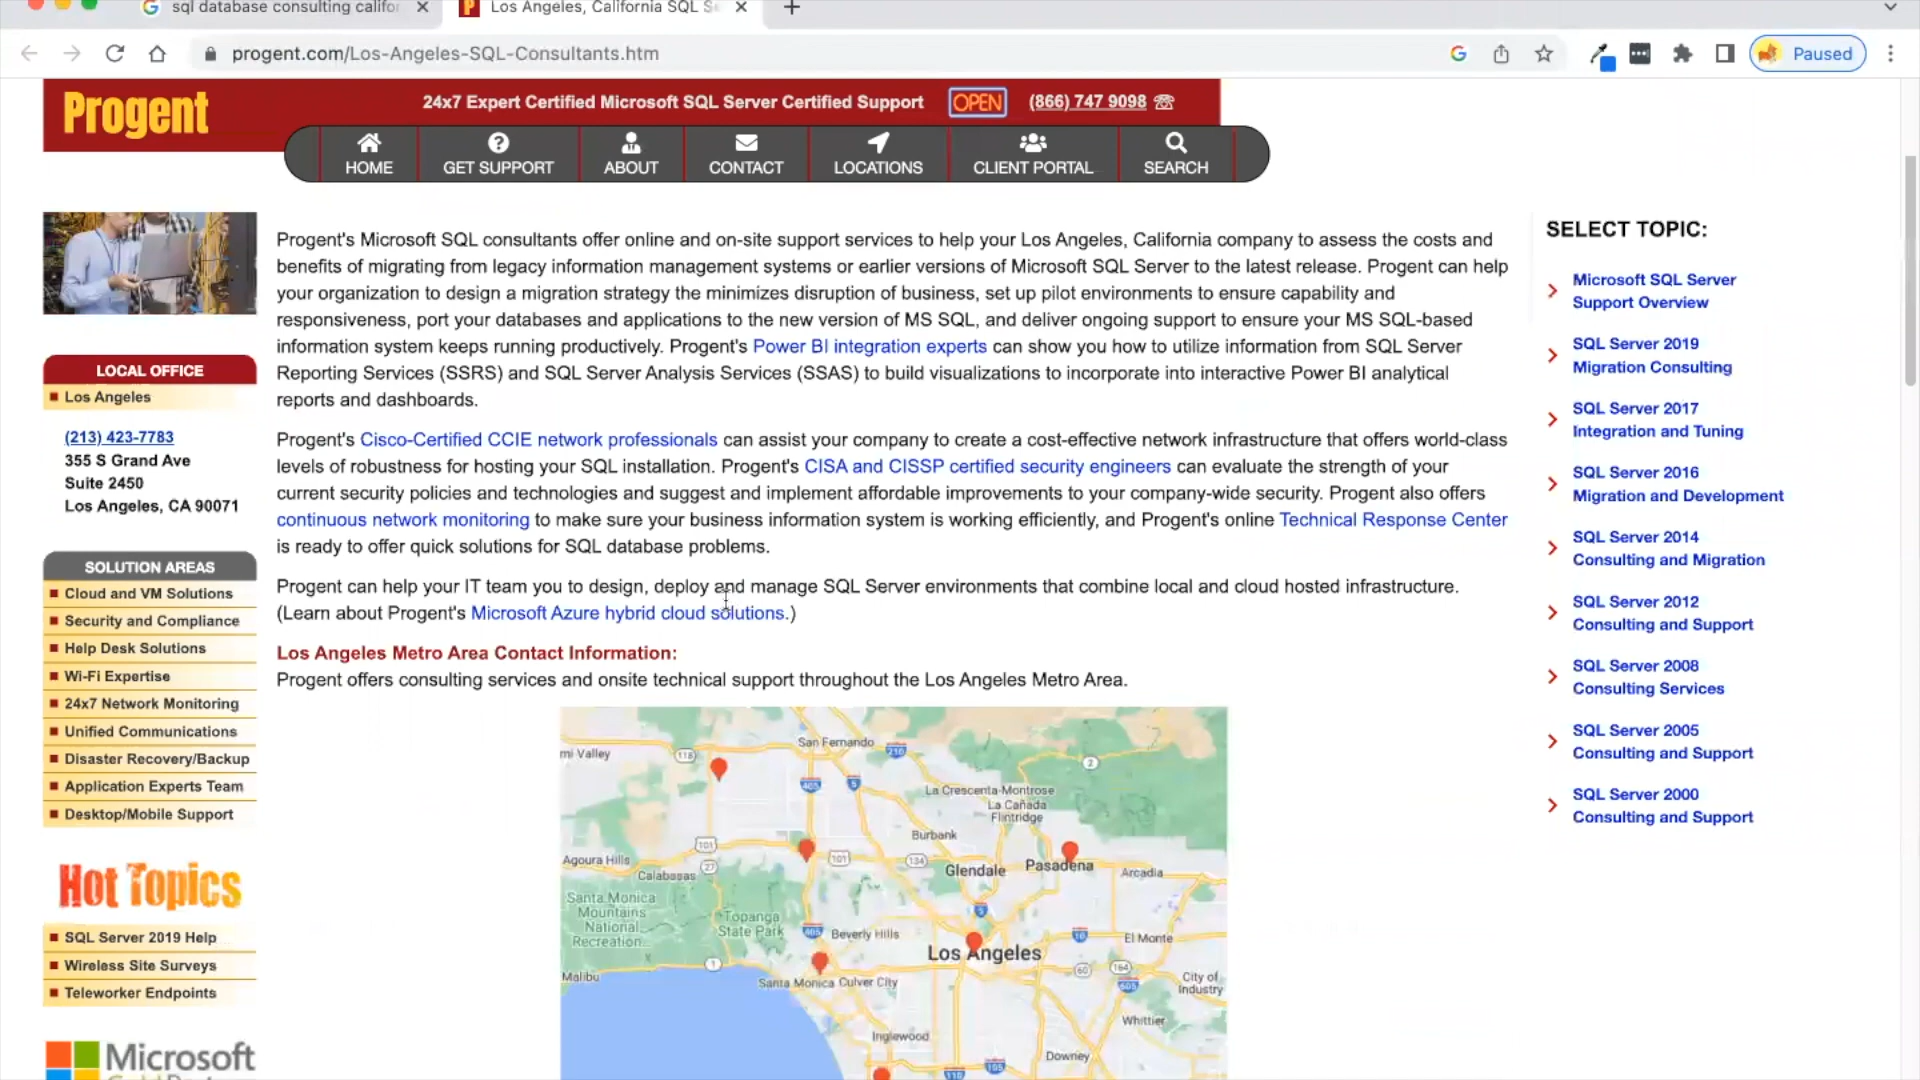 sql database consulting califor
Los Angeles, California SQL Se
progent.com/Los-Angeles-SQL-Consultants.htm
Paused
Progent
24x7 Expert Certified Microsoft SQL Server Certified Support
OPEN
(866) 747 9098
HOME
GET SUPPORT
ABOUT
CONTACT
LOCATIONS
CLIENT PORTAL
SEARCH
LOCAL OFFICE
Los Angeles
(213) 423-7783
355 S Grand Ave
Suite 2450
Los Angeles, CA 90071
SOLUTION AREAS
Cloud and VM Solutions
Security and Compliance
Help Desk Solutions
Wi-Fi Expertise
24x7 Network Monitoring
Unified Communications
Disaster Recovery/Backup
Application Experts Team
Desktop/Mobile Support
Hot Topics
SQL Server 2019 Help
Wireless Site Surveys
Teleworker Endpoints
Microsoft
Progent's Microsoft SQL consultants offer online and on-site support services to help your Los Angeles, California company to assess the costs and
benefits of migrating from legacy information management systems or earlier versions of Microsoft SQL Server to the latest release. Progent can help
your organization to design a migration strategy the minimizes disruption of business, set up pilot environments to ensure capability and
responsiveness, port your databases and applications to the new version of MS SQL, and deliver ongoing support to ensure your MS SQL-based
information system keeps running productively. Progent's Power BI integration experts can show you how to utilize information from SQL Server
Reporting Services (SSRS) and SQL Server Analysis Services (SSAS) to build visualizations to incorporate into interactive Power BI analytical
reports and dashboards.
Progent's Cisco-Certified CCIE network professionals can assist your company to create a cost-effective network infrastructure that offers world-class
levels of robustness for hosting your SQL installation. Progent's CISA and CISSP certified security engineers can evaluate the strength of your
current security policies and technologies and suggest and implement affordable improvements to your company-wide security. Progent also offers
continuous network monitoring to make sure your business information system is working efficiently, and Progent's online Technical Response Center
is ready to offer quick solutions for SQL database problems.
Progent can help your IT team you to design, deploy and manage SQL Server environments that combine local and cloud hosted infrastructure.
(Learn about Progent's Microsoft Azure hybrid cloud solutions.)
Los Angeles Metro Area Contact Information:
Progent offers consulting services and onsite technical support throughout the Los Angeles Metro Area.
mi Valley
118
San Fernando
210
405
5
2
La Crescenta-Montrose
La Cañada
Flintridge
Burbank
101
27
101
134
Agoura Hills
Calabasas
Glendale
Pasadena
Arcadia
Santa Monica
Mountains
National
Recreation...
Topanga
State Park
405
Beverly Hills
5
10
El Monte
Los Angeles
60
164
605
City of
Industry
Malibu
1
Santa Monica
Culver City
Whittier
Inglewood
Downey
110
105
SELECT TOPIC:
Microsoft SQL Server
Support Overview
SQL Server 2019
Migration Consulting
SQL Server 2017
Integration and Tuning
SQL Server 2016
Migration and Development
SQL Server 2014
Consulting and Migration
SQL Server 2012
Consulting and Support
SQL Server 2008
Consulting Services
SQL Server 2005
Consulting and Support
SQL Server 2000
Consulting and Support